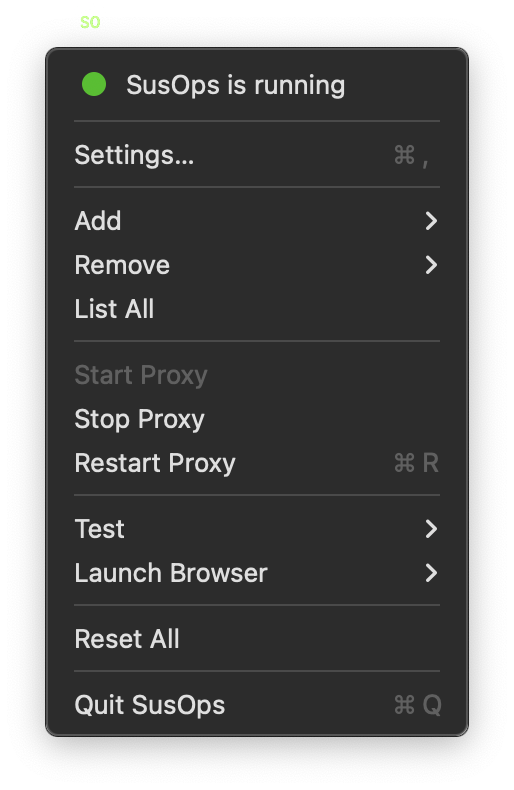 SO
SusOps is running
Settings... ⌘ ,
Add
Remove
List All
Start Proxy
Stop Proxy
Restart Proxy ⌘ R
Test
Launch Browser
Reset All
Quit SusOps ⌘ Q